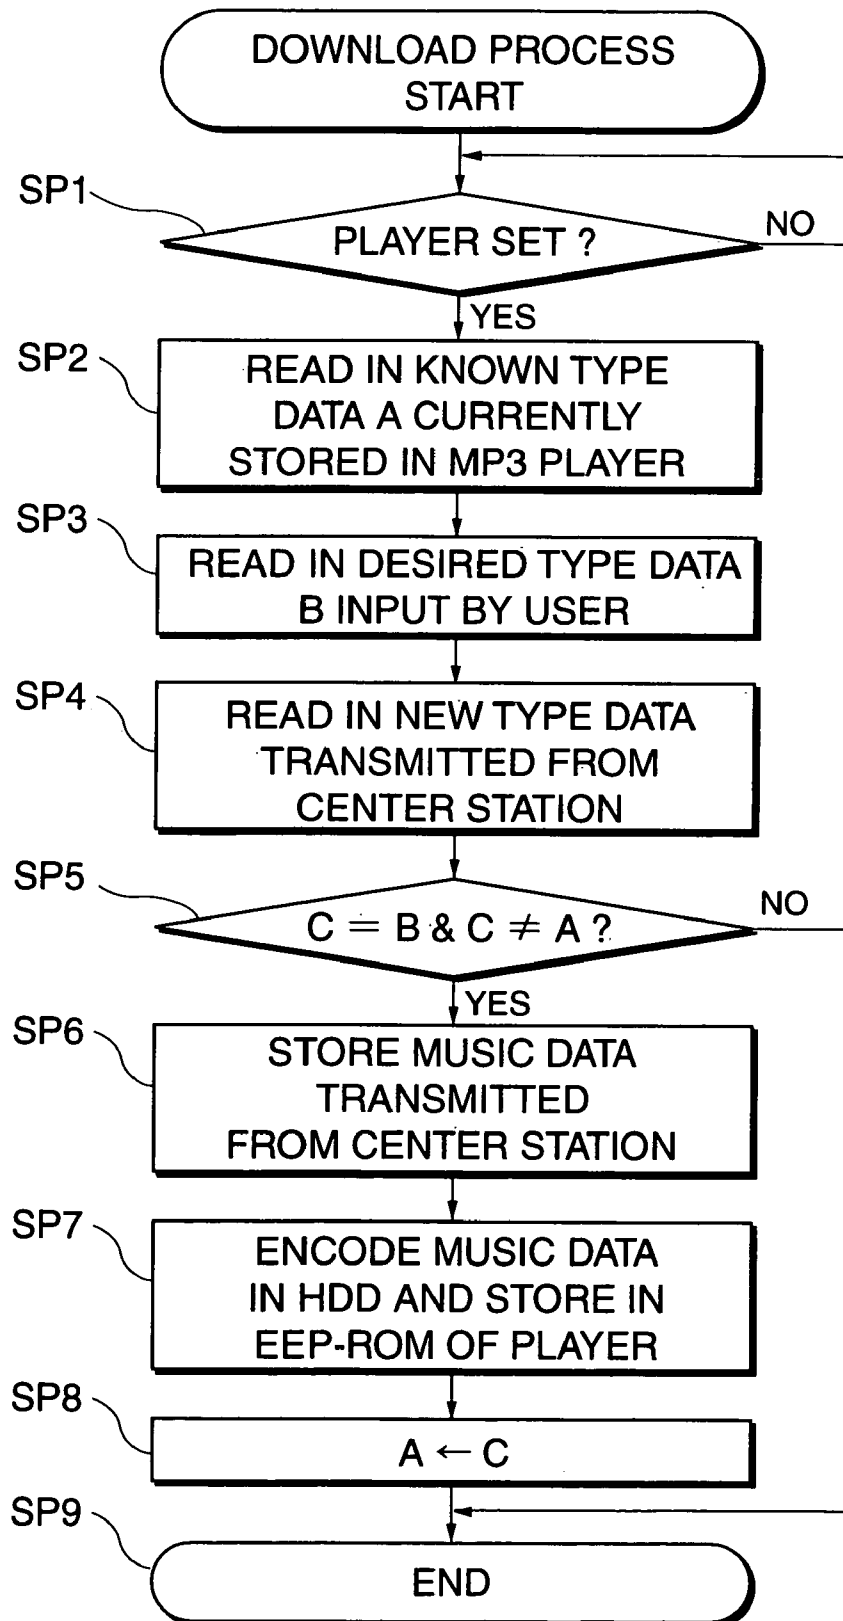 DOWNLOAD PROCESS
START
SP1
PLAYER SET ?
NO
YES
SP2
READ IN KNOWN TYPE
DATA A CURRENTLY
STORED IN MP3 PLAYER
SP3
READ IN DESIRED TYPE DATA
B INPUT BY USER
SP4
READ IN NEW TYPE DATA
TRANSMITTED FROM
CENTER STATION
SP5
C = B & C ≠ A ?
NO
YES
SP6
STORE MUSIC DATA
TRANSMITTED
FROM CENTER STATION
SP7
ENCODE MUSIC DATA
IN HDD AND STORE IN
EEP-ROM OF PLAYER
SP8
A ← C
SP9
END